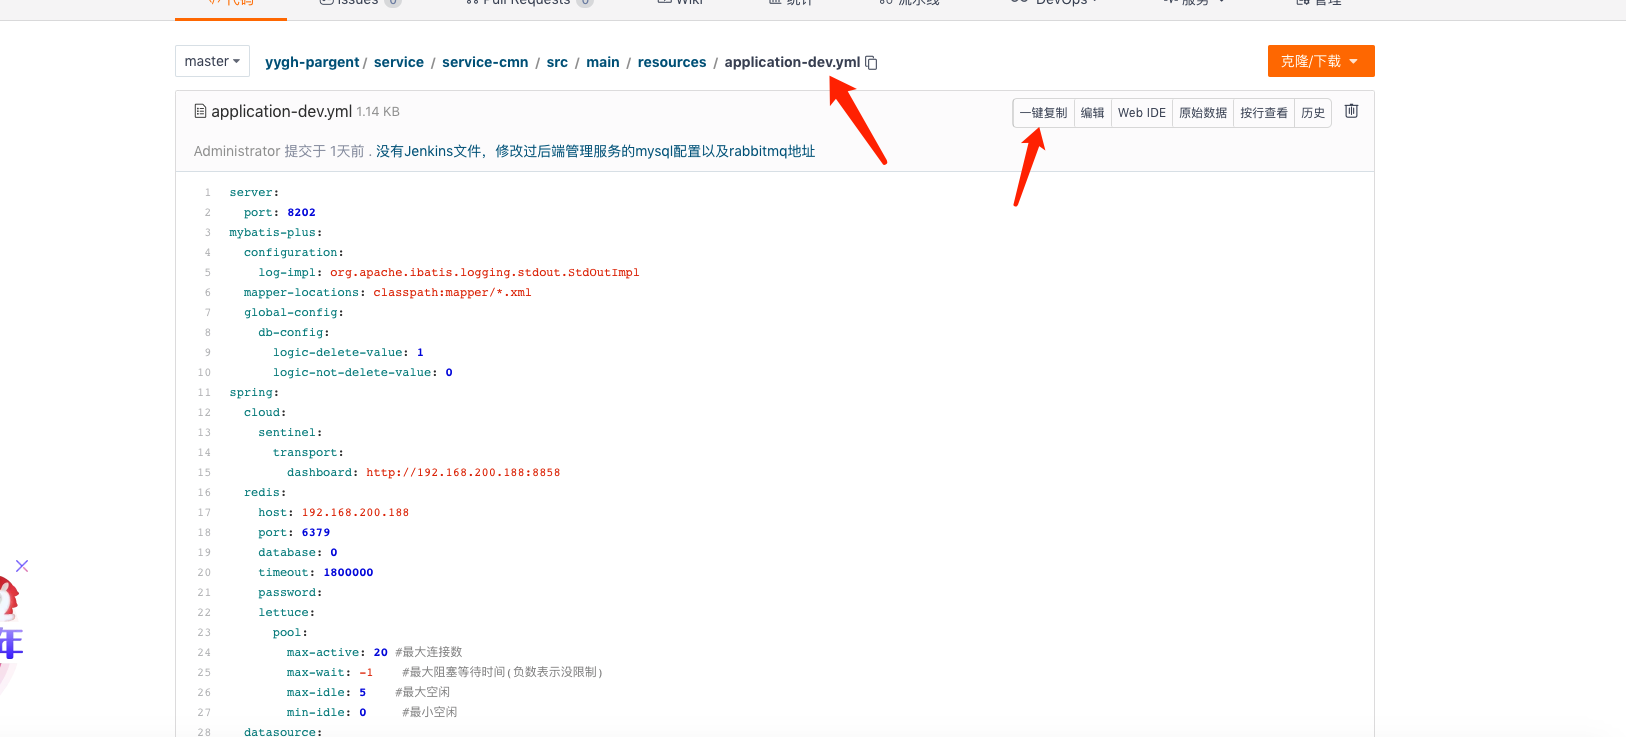 代码 Issues 0 Pull Requests 0 Wiki 统计 流水线 DevOps 服务 管理
master yygh-pargent / service / service-cmn / src / main / resources / application-dev.yml 克隆/下载
application-dev.yml 1.14 KB 一键复制 编辑 Web IDE 原始数据 按行查看 历史
Administrator 提交于 1天前 . 没有Jenkins文件，修改过后端管理服务的mysql配置以及rabbitmq地址
1 server:
2 port: 8202
3 mybatis-plus:
4 configuration:
5 log-impl: org.apache.ibatis.logging.stdout.StdOutImpl
6 mapper-locations: classpath:mapper/*.xml
7 global-config:
8 db-config:
9 logic-delete-value: 1
10 logic-not-delete-value: 0
11 spring:
12 cloud:
13 sentinel:
14 transport:
15 dashboard: http://192.168.200.188:8858
16 redis:
17 host: 192.168.200.188
18 port: 6379
19 database: 0
20 timeout: 1800000
21 password:
22 lettuce:
23 pool:
24 max-active: 20 #最大连接数
25 max-wait: -1 #最大阻塞等待时间(负数表示没限制)
26 max-idle: 5 #最大空闲
27 min-idle: 0 #最小空闲
28 datasource:
年